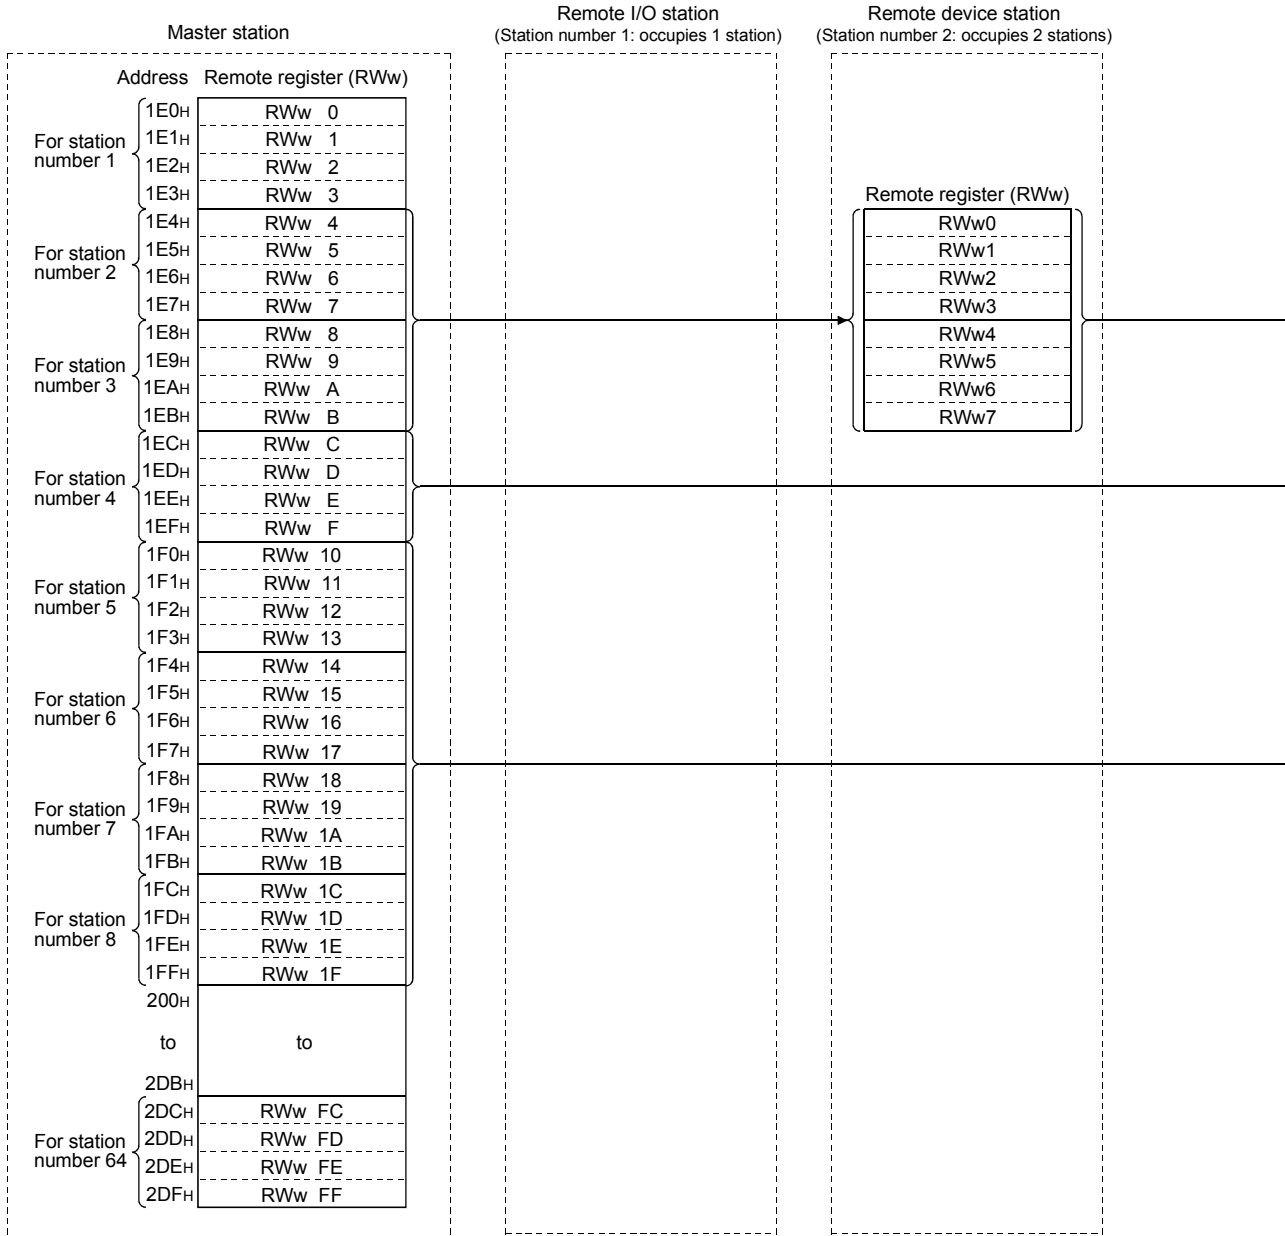 Master station
Remote I/O station
(Station number 1: occupies 1 station)
Remote device station
(Station number 2: occupies 2 stations)
Address Remote register (RWw)
For station
number 1
1E0H RWw 0
1E1H RWw 1
1E2H RWw 2
1E3H RWw 3
For station
number 2
1E4H RWw 4
1E5H RWw 5
1E6H RWw 6
1E7H RWw 7
For station
number 3
1E8H RWw 8
1E9H RWw 9
1EAH RWw A
1EBH RWw B
For station
number 4
1ECH RWw C
1EDH RWw D
1EEH RWw E
1EFH RWw F
For station
number 5
1F0H RWw 10
1F1H RWw 11
1F2H RWw 12
1F3H RWw 13
For station
number 6
1F4H RWw 14
1F5H RWw 15
1F6H RWw 16
1F7H RWw 17
For station
number 7
1F8H RWw 18
1F9H RWw 19
1FAH RWw 1A
1FBH RWw 1B
For station
number 8
1FCH RWw 1C
1FDH RWw 1D
1FEH RWw 1E
1FFH RWw 1F
200H
to to
2DBH
For station
number 64
2DCH RWw FC
2DDH RWw FD
2DEH RWw FE
2DFH RWw FF
Remote register (RWw)
RWw0
RWw1
RWw2
RWw3
RWw4
RWw5
RWw6
RWw7